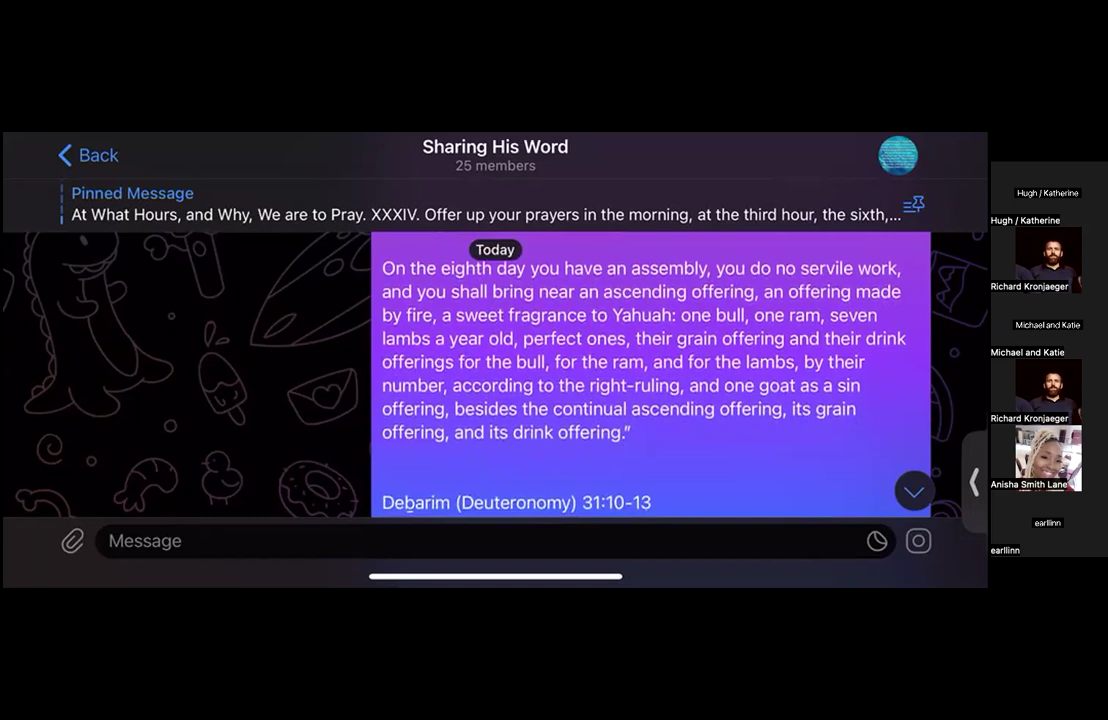 Back
Sharing His Word
25 members
Pinned Message
At What Hours, and Why, We are to Pray. XXXIV. Offer up your prayers in the morning, at the third hour, the sixth,...
Today
On the eighth day you have an assembly, you do no servile work,
and you shall bring near an ascending offering, an offering made
by fire, a sweet fragrance to Yahuah: one bull, one ram, seven
lambs a year old, perfect ones, their grain offering and their drink
offerings for the bull, for the ram, and for the lambs, by their
number, according to the right-ruling, and one goat as a sin
offering, besides the continual ascending offering, its grain
offering, and its drink offering.”
Deḇarim (Deuteronomy) 31:10-13
Message
Hugh / Katherine
Hugh / Katherine
Richard Kronjaeger
Michael and Katie
Michael and Katie
Richard Kronjaeger
Anisha Smith Lane
earllinn
earllinn